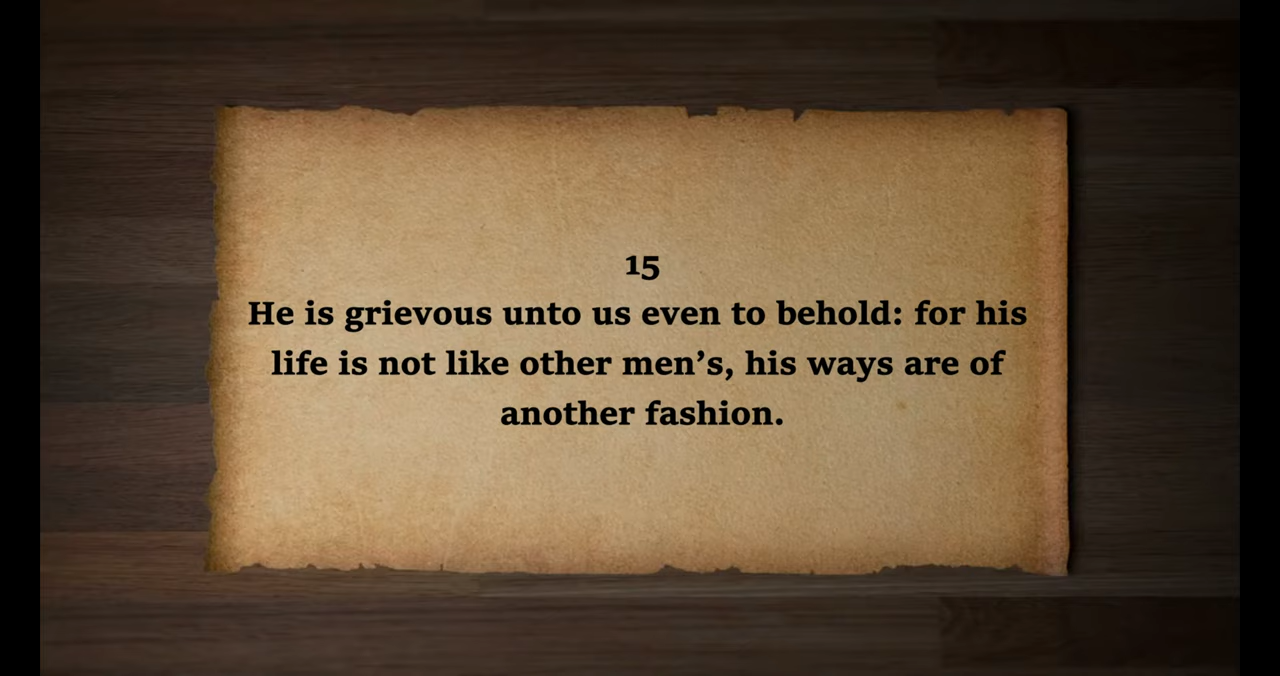 15
He is grievous unto us even to behold: for his
life is not like other men’s, his ways are of
another fashion.